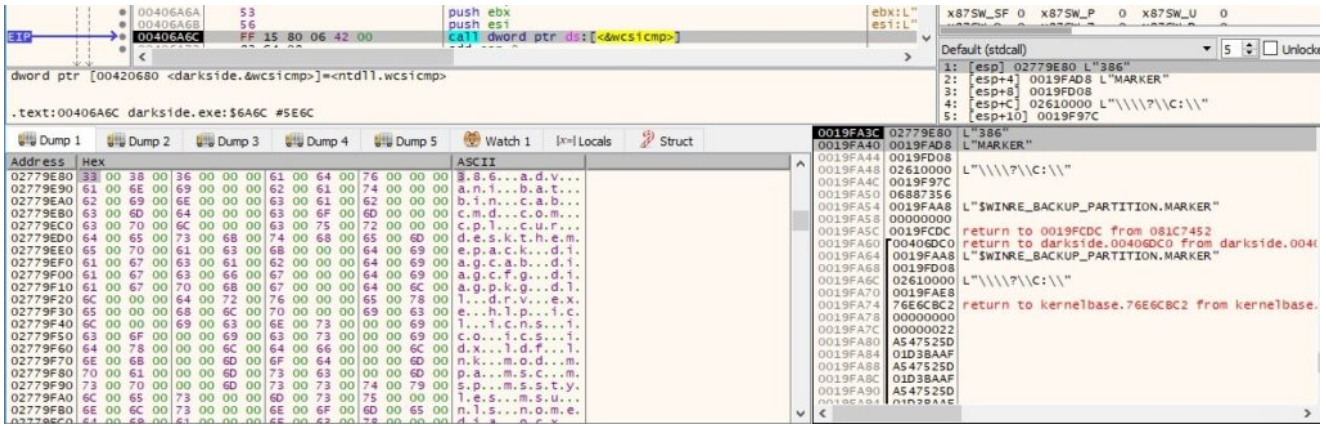 00406A6A 53 push ebx ebx:L"
00406A6B 56 push esi esi:L"
EIP 00406A6C FF 15 80 06 42 00 call dword ptr ds:[<&wcsicmp>]
x87SW_SF 0 x87SW_P 0 x87SW_U 0
Default (stdcall) 5 Unlocke
dword ptr [00420680 <darkside.&wcsicmp>]=<ntdll.wcsicmp>
.text:00406A6C darkside.exe:$6A6C #5E6C
1: [esp] 02779E80 L"386"
2: [esp+4] 0019FAD8 L"MARKER"
3: [esp+8] 0019FD08
4: [esp+C] 02610000 L"\\\\?\\C:\\"
5: [esp+10] 0019F97C
Dump 1 Dump 2 Dump 3 Dump 4 Dump 5 Watch 1 [x=] Locals Struct
Address Hex ASCII
02779E80 33 00 38 00 36 00 00 00 61 00 64 00 76 00 00 00 3.8.6...a.d.v...
02779E90 61 00 6E 00 69 00 00 00 62 00 61 00 74 00 00 00 a.n.i...b.a.t...
02779EA0 62 00 69 00 6E 00 00 00 63 00 61 00 62 00 00 00 b.i.n...c.a.b...
02779EB0 63 00 6D 00 64 00 00 00 63 00 6F 00 6D 00 00 00 c.m.d...c.o.m...
02779EC0 63 00 70 00 6C 00 00 00 63 00 75 00 72 00 00 00 c.p.l...c.u.r...
02779ED0 64 00 65 00 73 00 6B 00 74 00 68 00 65 00 6D 00 d.e.s.k.t.h.e.m.
02779EE0 65 00 70 00 61 00 63 00 6B 00 00 00 64 00 69 00 e.p.a.c.k...d.i.
02779EF0 61 00 67 00 63 00 61 00 62 00 00 00 64 00 69 00 a.g.c.a.b...d.i.
02779F00 61 00 67 00 63 00 66 00 67 00 00 00 64 00 69 00 a.g.c.f.g...d.i.
02779F10 61 00 67 00 70 00 6B 00 67 00 00 00 64 00 6C 00 a.g.p.k.g...d.l.
02779F20 6C 00 00 00 64 00 72 00 76 00 00 00 65 00 78 00 l...d.r.v...e.x.
02779F30 65 00 00 00 68 00 6C 00 70 00 00 00 69 00 63 00 e...h.l.p...i.c.
02779F40 6C 00 00 00 69 00 63 00 6E 00 73 00 00 00 69 00 l...i.c.n.s...i.
02779F50 63 00 6F 00 00 00 69 00 63 00 73 00 00 00 69 00 c.o...i.c.s...i.
02779F60 64 00 78 00 00 00 6C 00 64 00 66 00 00 00 6C 00 d.x...l.d.f...l.
02779F70 6E 00 6B 00 00 00 6D 00 6F 00 64 00 00 00 6D 00 n.k...m.o.d...m.
02779F80 70 00 61 00 00 00 6D 00 73 00 63 00 00 00 6D 00 p.a...m.s.c...m.
02779F90 73 00 70 00 00 00 6D 00 73 00 73 00 74 00 79 00 s.p...m.s.s.t.y.
02779FA0 6C 00 65 00 73 00 00 00 6D 00 73 00 75 00 00 00 l.e.s...m.s.u...
02779FB0 6E 00 6C 00 73 00 00 00 6E 00 6F 00 6D 00 65 00 n.l.s...n.o.m.e.
0019FA3C 02779E80 L"386"
0019FA40 0019FAD8 L"MARKER"
0019FA44 0019FD08
0019FA48 02610000 L"\\\\?\\C:\\"
0019FA4C 0019F97C
0019FA50 06887356
0019FA54 0019FAA8 L"$WINRE_BACKUP_PARTITION.MARKER"
0019FA58 00000000
0019FA5C 0019FCDC return to 0019FCDC from 081C7452
0019FA60 00406DC0 return to darkside.00406DC0 from darkside.0040
0019FA64 0019FAA8 L"$WINRE_BACKUP_PARTITION.MARKER"
0019FA68 0019FD08
0019FA6C 02610000 L"\\\\?\\C:\\"
0019FA70 0019FAE8
0019FA74 76E6CBC2 return to kernelbase.76E6CBC2 from kernelbase.
0019FA78 00000000
0019FA7C 00000022
0019FA80 A547525D
0019FA84 01D3BAAF
0019FA88 A547525D
0019FA8C 01D3BAAF
0019FA90 A547525D